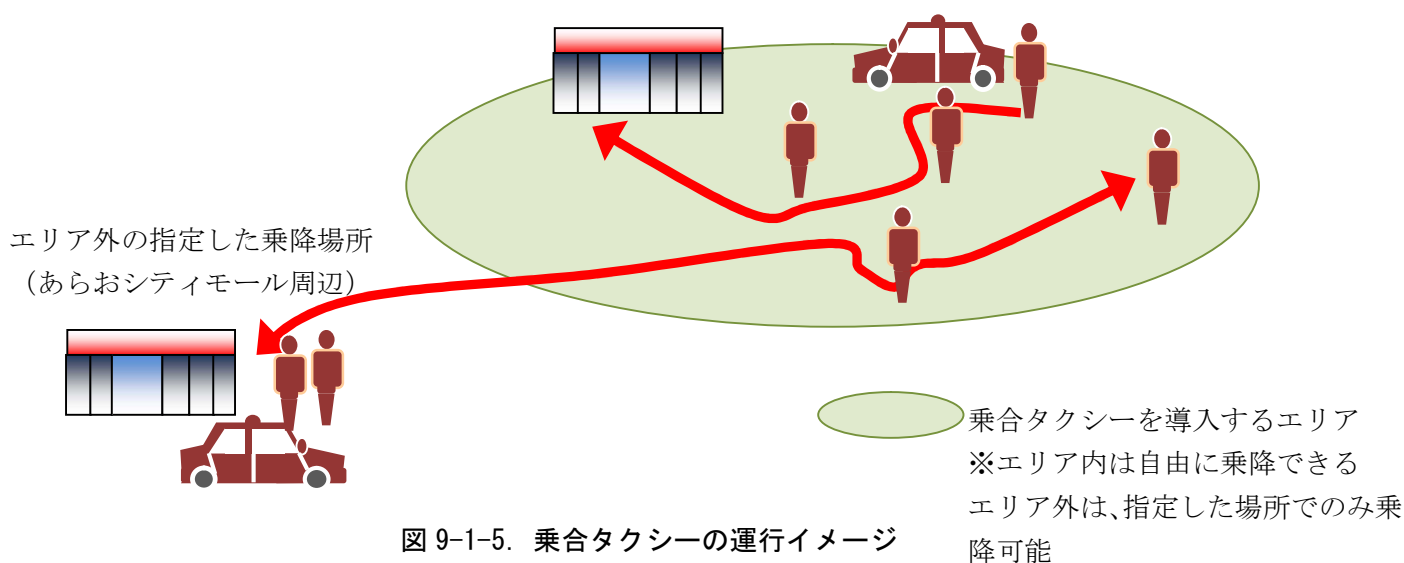 エリア外の指定した乗降場所
（あらおシティモール周辺）
乗合タクシーを導入するエリア
※エリア内は自由に乗降できる
エリア外は、指定した場所でのみ乗
降可能
図 9-1-5. 乗合タクシーの運行イメージ